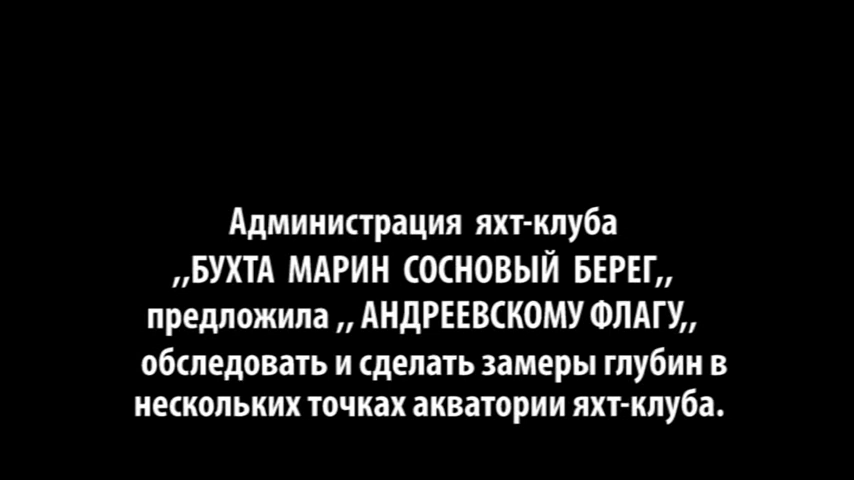 Администрация яхт-клуба
,,БУХТА МАРИН СОСНОВЫЙ БЕРЕГ,,
предложила ,, АНДРЕЕВСКОМУ ФЛАГУ,,
обследовать и сделать замеры глубин в
нескольких точках акватории яхт-клуба.